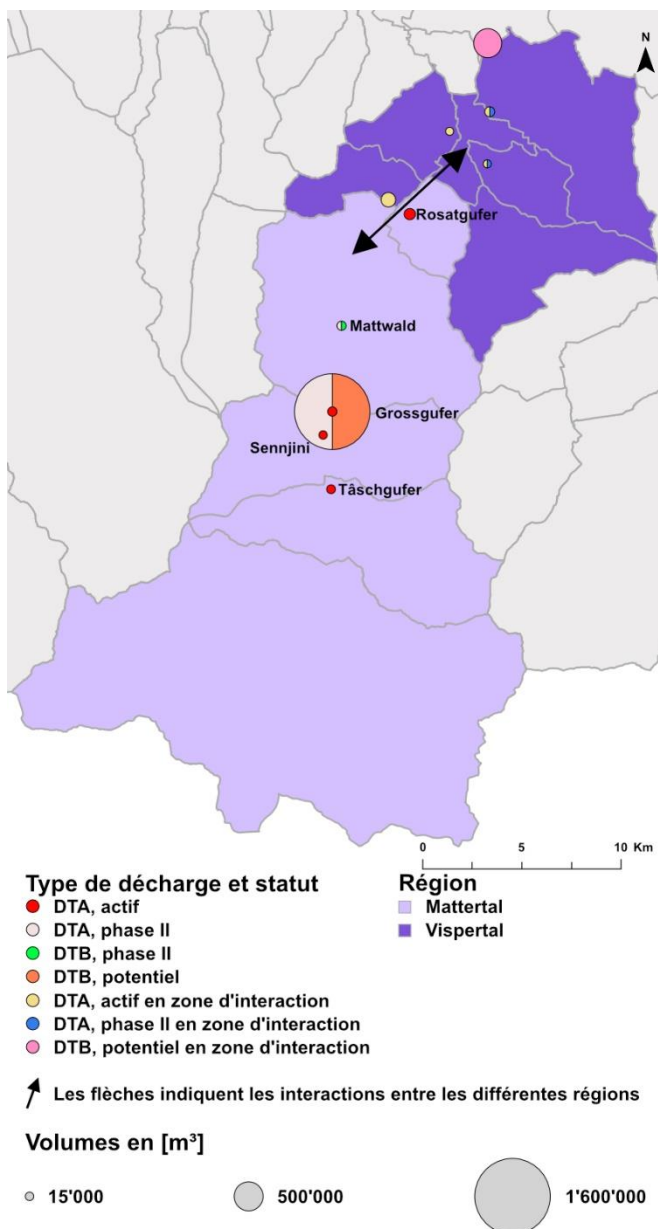 N
Rosatgufer
Mattwald
Grossgufer
Sennjini
Tâschgufer
0 5 10 Km
Type de décharge et statut
DTA, actif
DTA, phase II
DTB, phase II
DTB, potentiel
DTA, actif en zone d'interaction
DTA, phase II en zone d'interaction
DTB, potentiel en zone d'interaction
Région
Mattertal
Vispertal
Les flèches indiquent les interactions entre les différentes régions
Volumes en [m³]
15'000 500'000 1'600'000